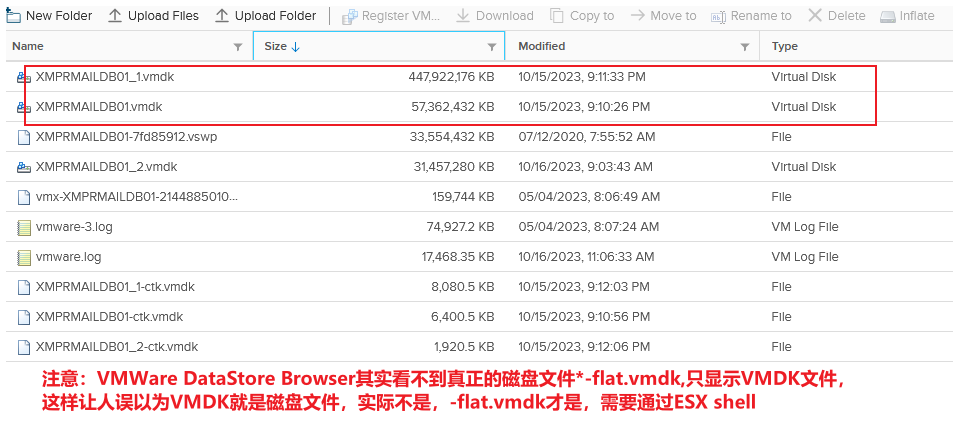 New Folder Upload Files Upload Folder Register VM... Download Copy to Move to Rename to Delete Inflate
Name Size Modified Type
XMPRMAILDB01_1.vmdk 447,922,176 KB 10/15/2023, 9:11:33 PM Virtual Disk
XMPRMAILDB01.vmdk 57,362,432 KB 10/15/2023, 9:10:26 PM Virtual Disk
XMPRMAILDB01-7fd85912.vswp 33,554,432 KB 07/12/2020, 7:55:52 AM File
XMPRMAILDB01_2.vmdk 31,457,280 KB 10/16/2023, 9:03:43 AM Virtual Disk
vmx-XMPRMAILDB01-2144885010... 159,744 KB 05/04/2023, 8:06:49 AM File
vmware-3.log 74,927.2 KB 05/04/2023, 8:07:24 AM VM Log File
vmware.log 17,468.35 KB 10/16/2023, 11:06:33 AM VM Log File
XMPRMAILDB01_1-ctk.vmdk 8,080.5 KB 10/15/2023, 9:12:03 PM File
XMPRMAILDB01-ctk.vmdk 6,400.5 KB 10/15/2023, 9:10:56 PM File
XMPRMAILDB01_2-ctk.vmdk 1,920.5 KB 10/15/2023, 9:12:06 PM File
注意：VMWare DataStore Browser其实看不到真正的磁盘文件*-flat.vmdk,只显示VMDK文件，
这样让人误以为VMDK就是磁盘文件，实际不是，-flat.vmdk才是，需要通过ESX shell